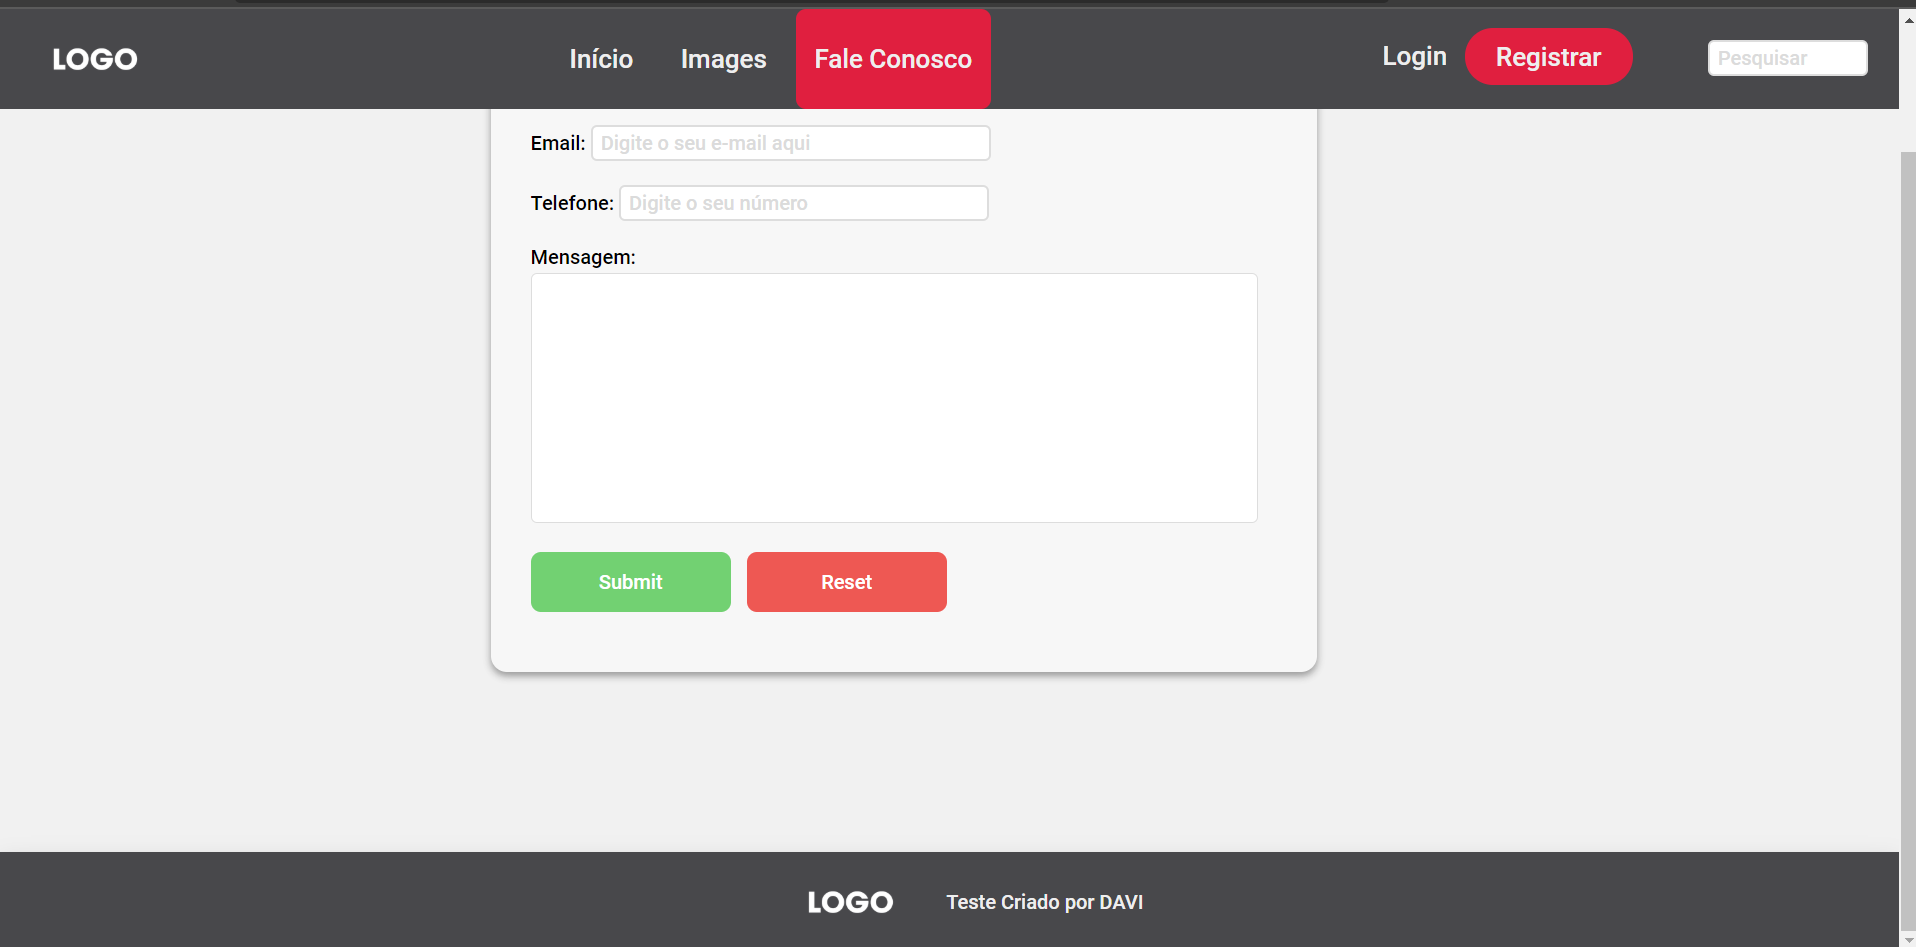 LOGO
Início
Images
Fale Conosco
Login
Registrar
Pesquisar
Email:
Digite o seu e-mail aqui
Telefone:
Digite o seu número
Mensagem:
Submit
Reset
LOGO
Teste Criado por DAVI